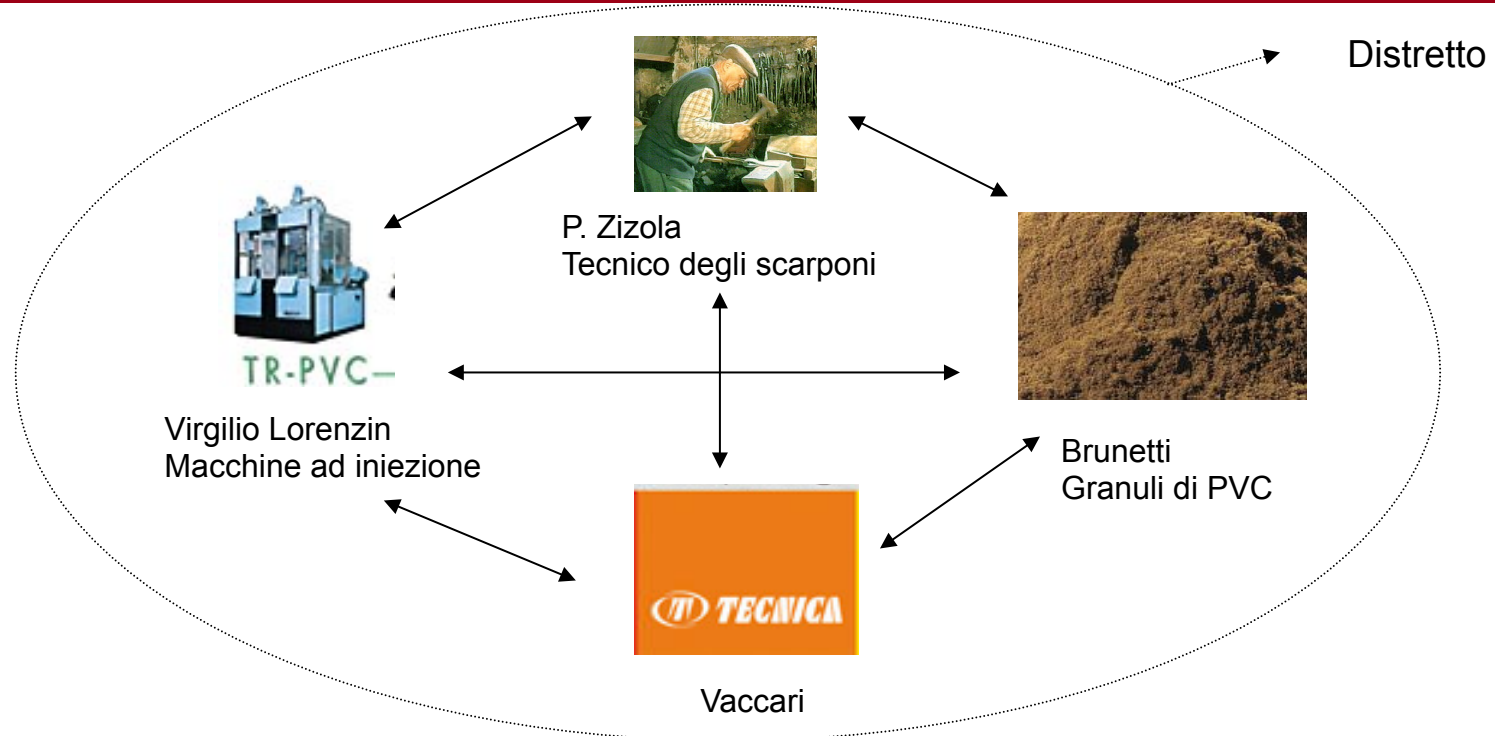 Distretto
P. Zizola
Tecnico degli scarponi
TR-PVC
Virgilio Lorenzin
Macchine ad iniezione
Brunetti
Granuli di PVC
TECNICA
Vaccari